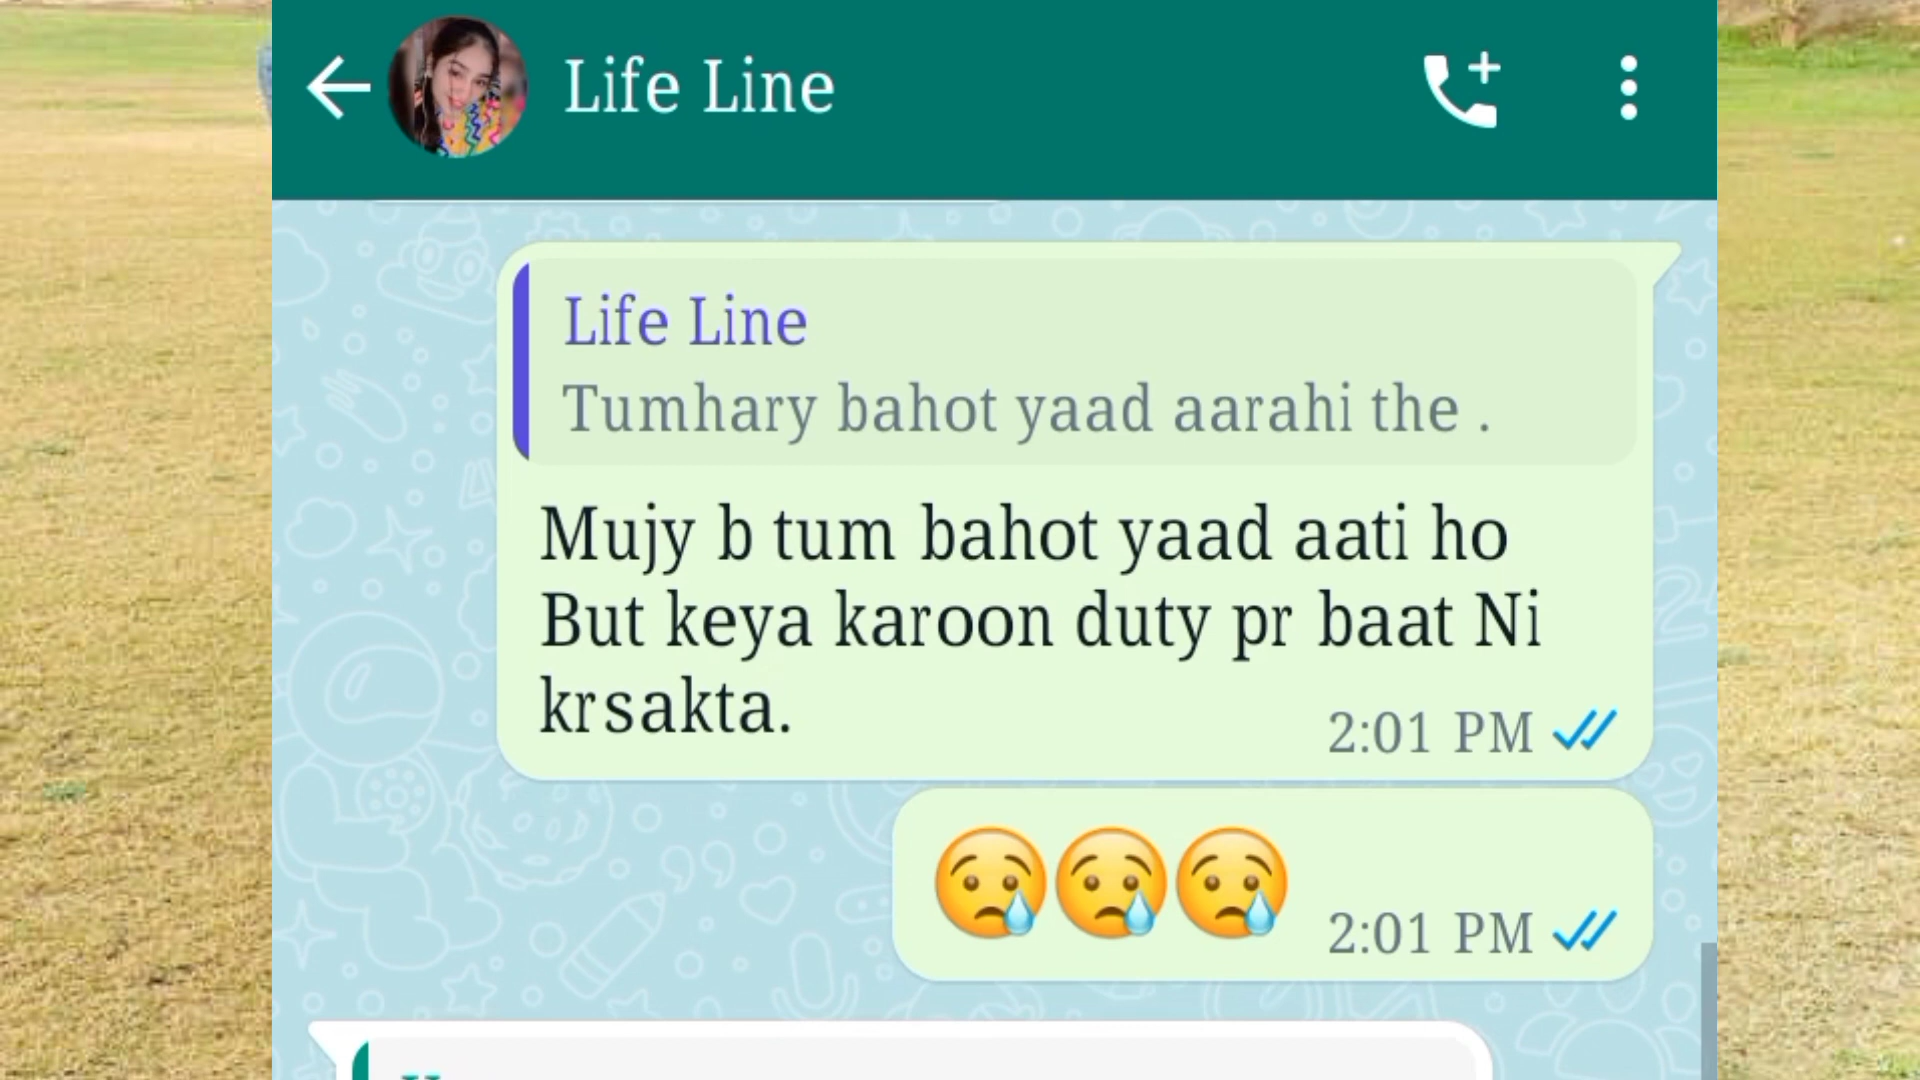 Life Line
Life Line
Tumhary bahot yaad aarahi the .
Mujy b tum bahot yaad aati ho
But keya karoon duty pr baat Ni
krsakta.
2:01 PM
😢😢😢
2:01 PM